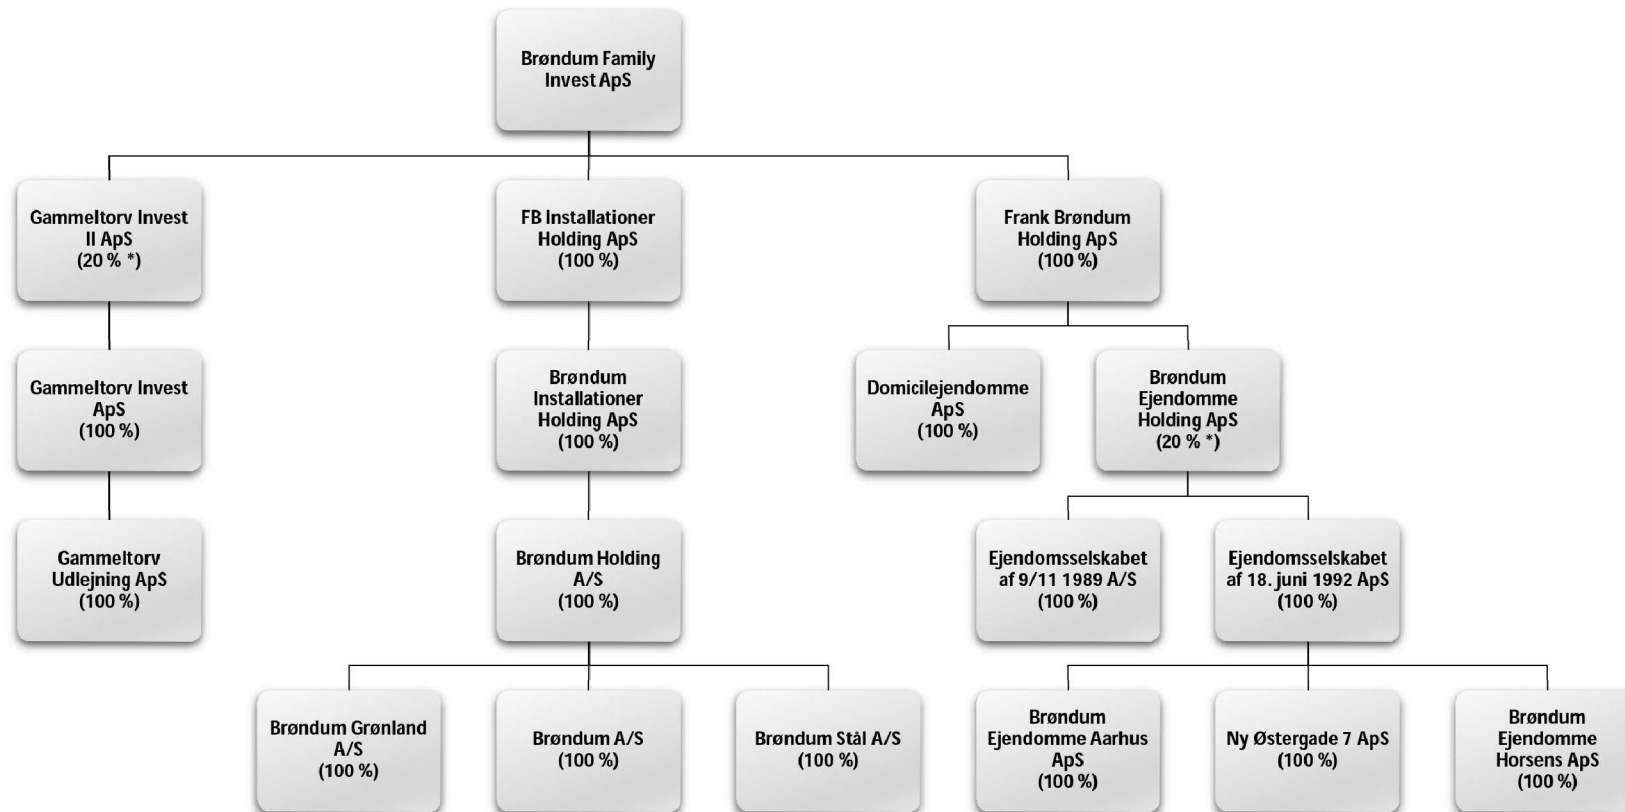 Brøndum Family
Invest ApS
Gammeltorv Invest
II ApS
(20 % *)
FB Installationer
Holding ApS
(100 %)
Frank Brøndum
Holding ApS
(100 %)
Gammeltorv Invest
ApS
(100 %)
Brøndum
Installationer
Holding ApS
(100 %)
Domicilejendomme
ApS
(100 %)
Brøndum
Ejendomme
Holding ApS
(20 % *)
Gammeltorv
Udlejning ApS
(100 %)
Brøndum Holding
A/S
(100 %)
Ejendomsselskabet
af 9/11 1989 A/S
(100 %)
Ejendomsselskabet
af 18. juni 1992 ApS
(100 %)
Brøndum Grønland
A/S
(100 %)
Brøndum A/S
(100 %)
Brøndum Stål A/S
(100 %)
Brøndum
Ejendomme Aarhus
ApS
(100 %)
Ny Østergade 7 ApS
(100 %)
Brøndum
Ejendomme
Horsens ApS
(100 %)